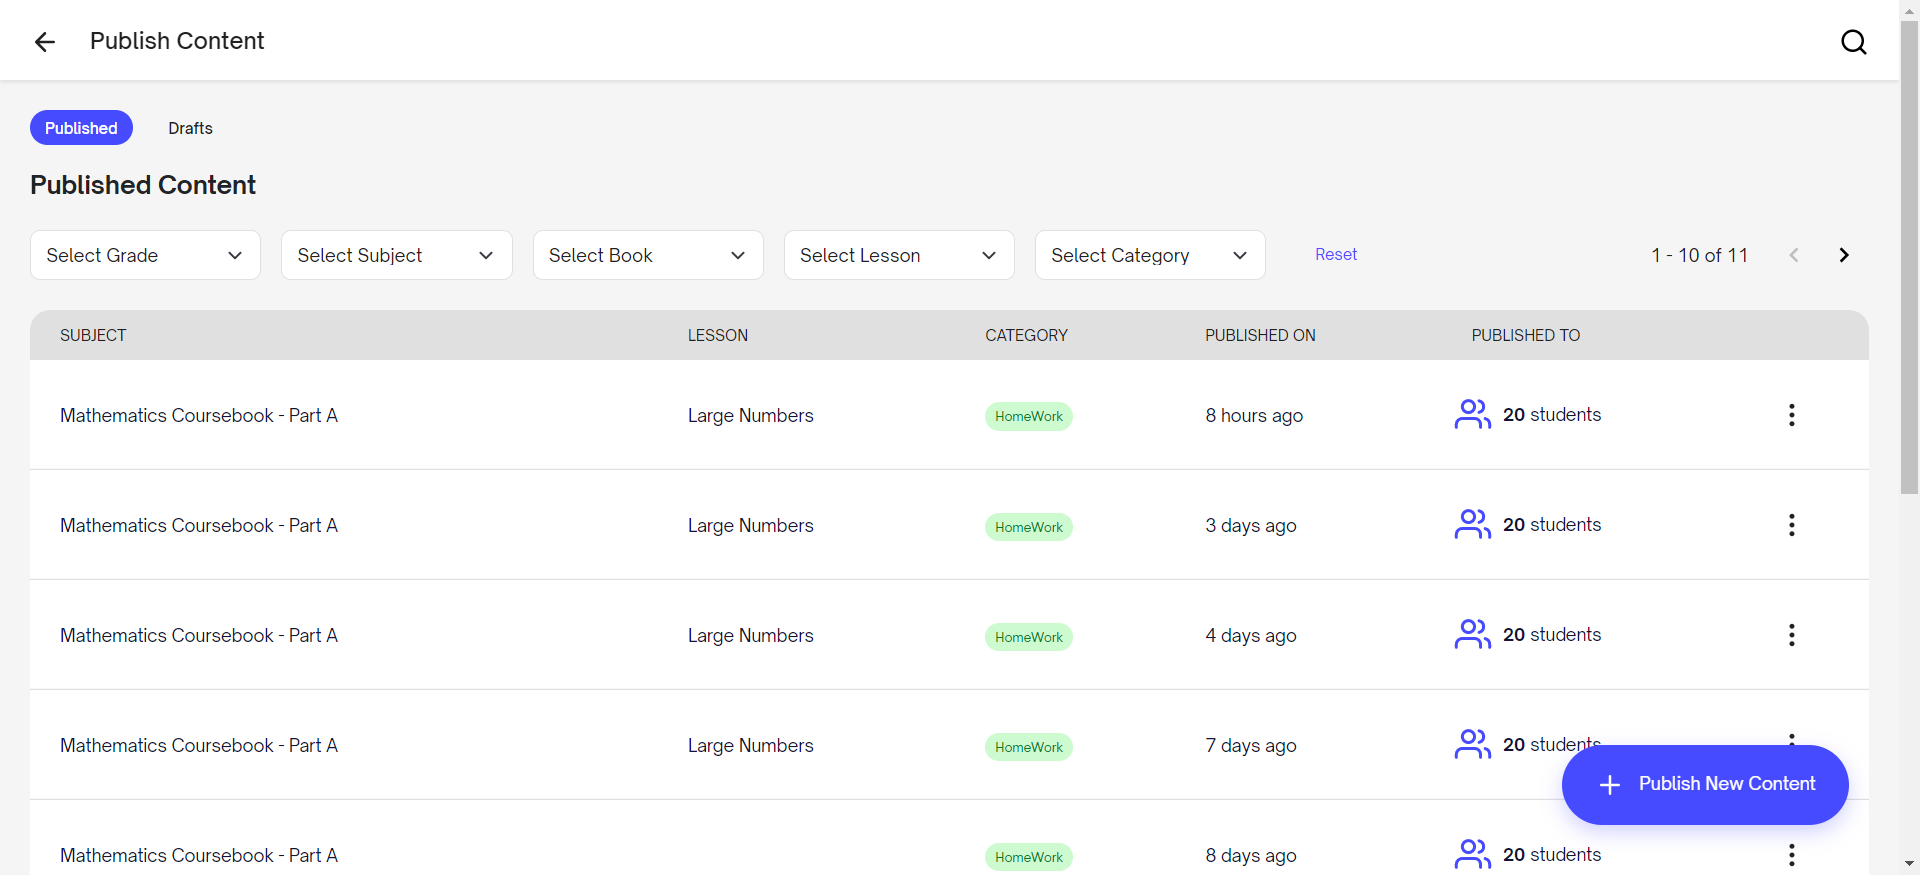 Publish Content
Published
Drafts
Published Content
Select Grade
Select Subject
Select Book
Select Lesson
Select Category
Reset
1 - 10 of 11
SUBJECT LESSON CATEGORY PUBLISHED ON PUBLISHED TO
Mathematics Coursebook - Part A Large Numbers HomeWork 8 hours ago 20 students
Mathematics Coursebook - Part A Large Numbers HomeWork 3 days ago 20 students
Mathematics Coursebook - Part A Large Numbers HomeWork 4 days ago 20 students
Mathematics Coursebook - Part A Large Numbers HomeWork 7 days ago 20 students
Publish New Content
Mathematics Coursebook - Part A HomeWork 8 days ago 20 students